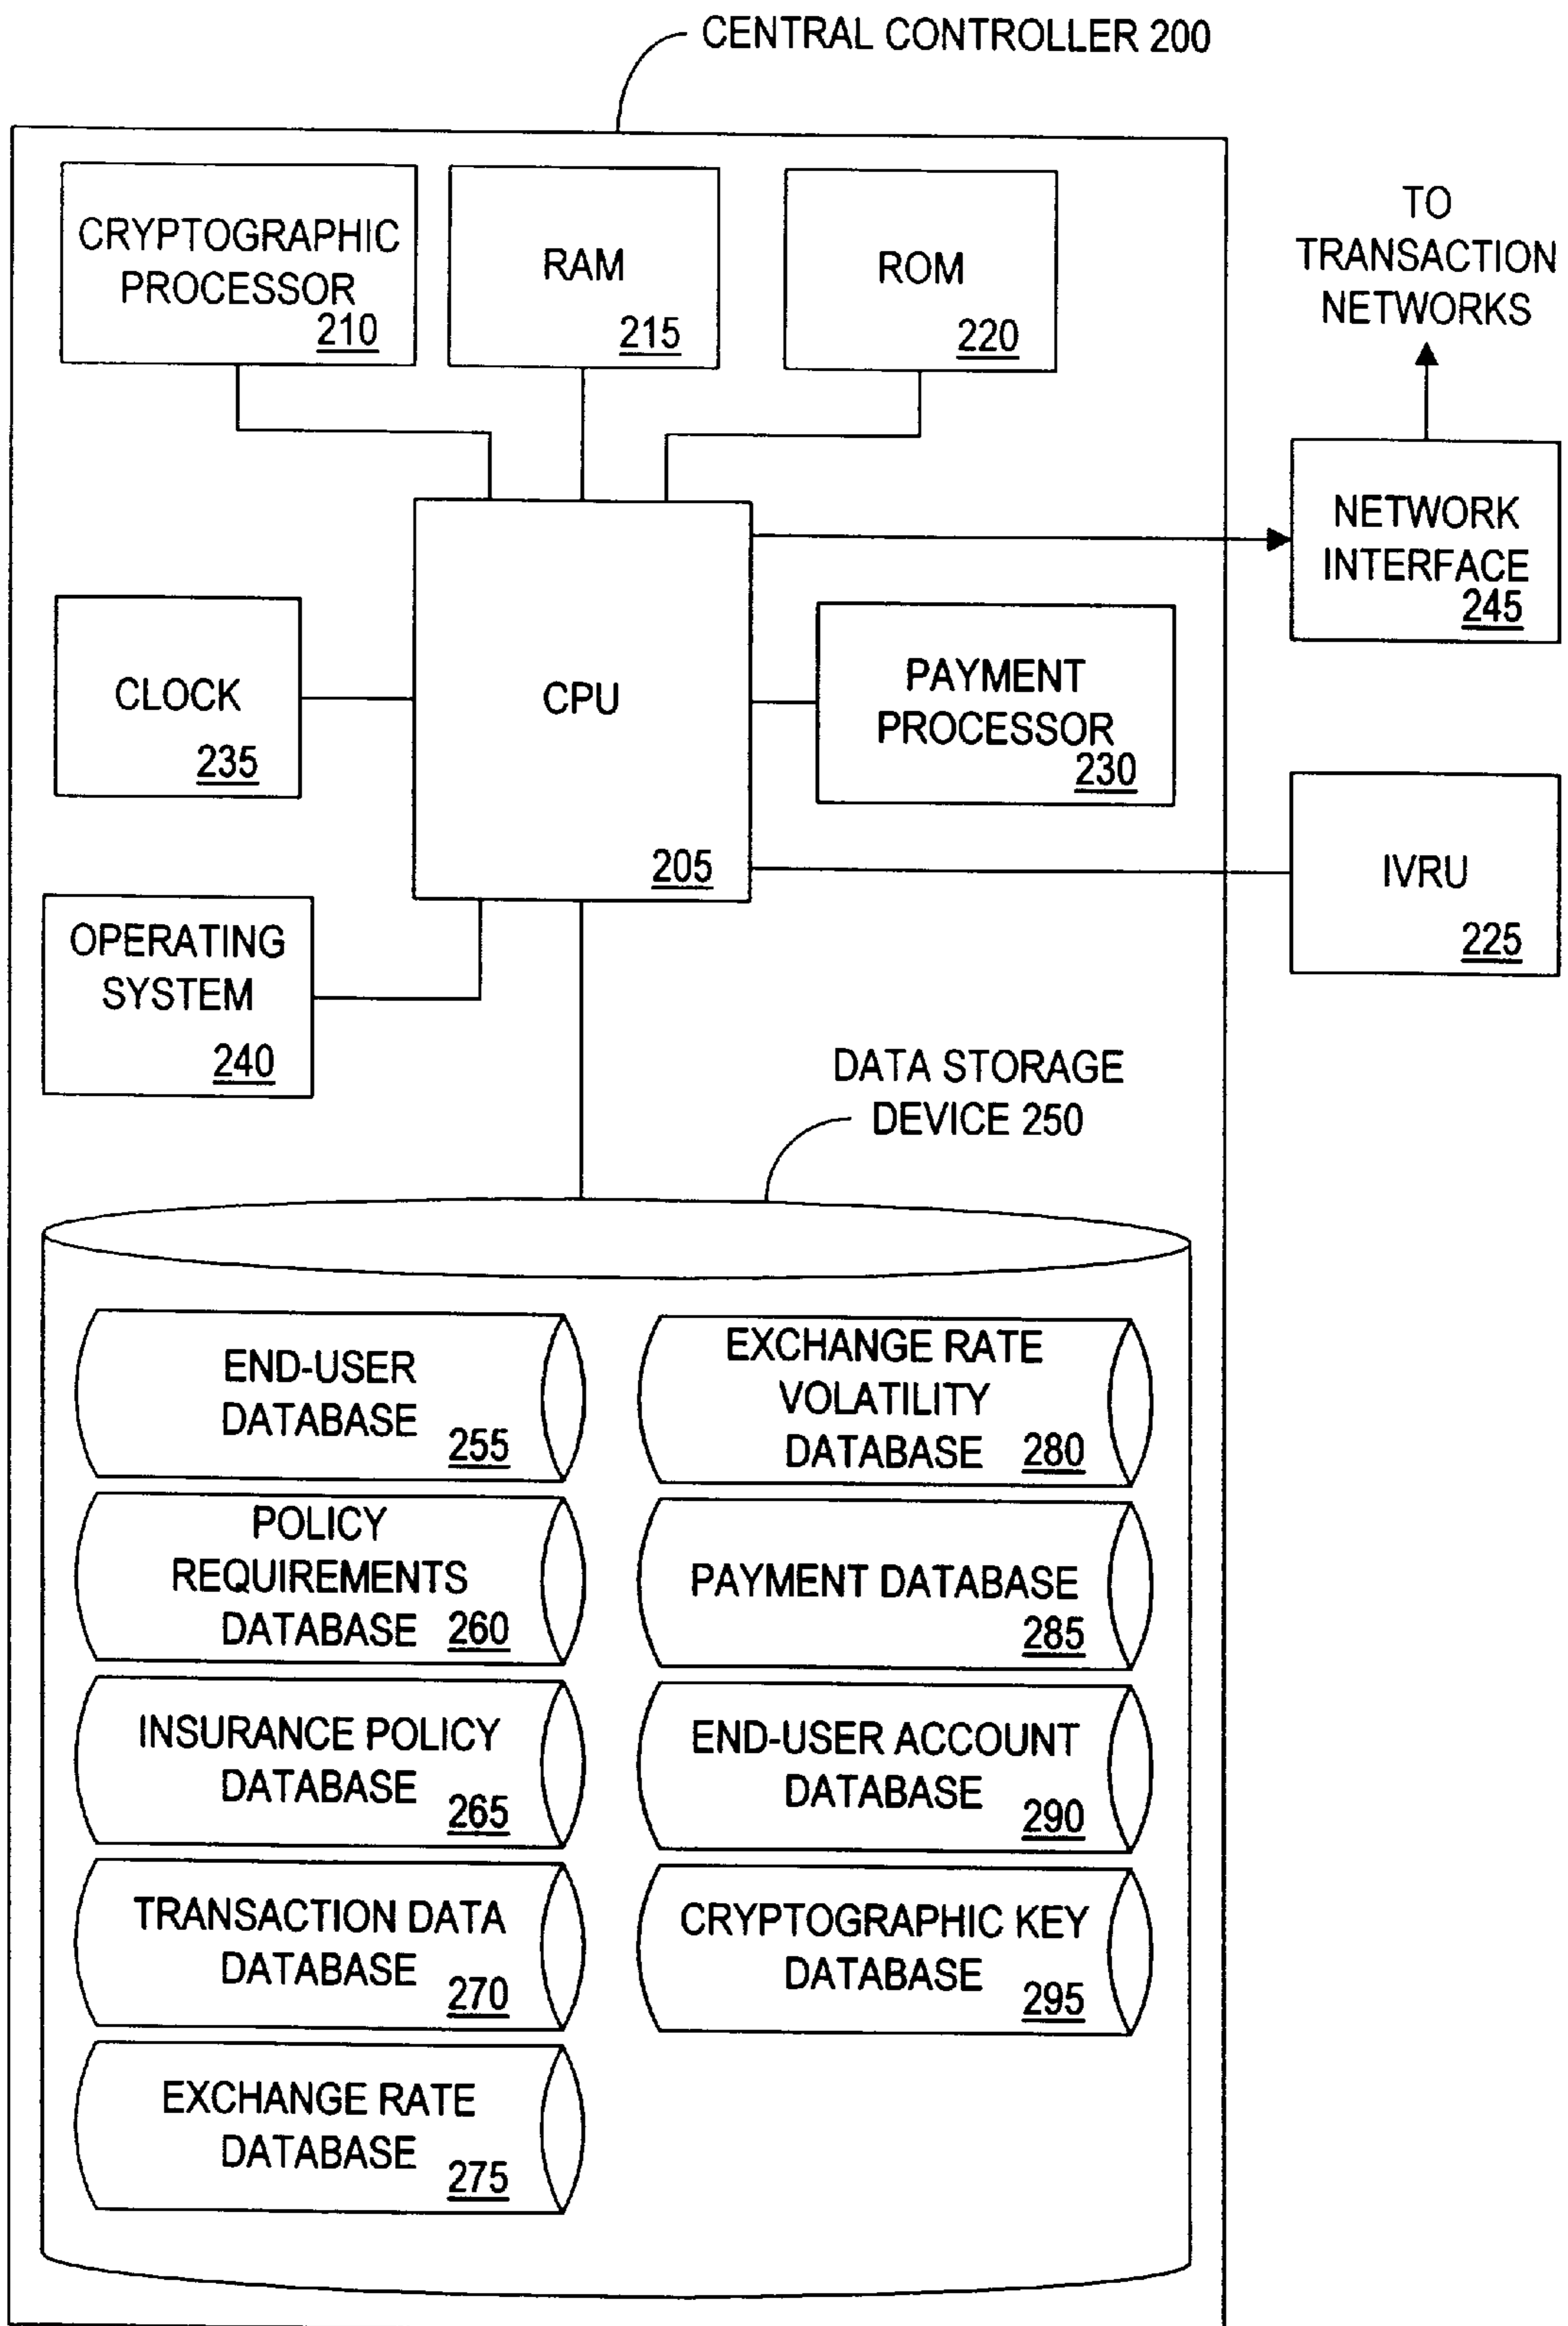 CENTRAL CONTROLLER 200
CRYPTOGRAPHIC
PROCESSOR
210
RAM
215
ROM
220
TO
TRANSACTION
NETWORKS
NETWORK
INTERFACE
245
CLOCK
235
CPU
205
PAYMENT
PROCESSOR
230
IVRU
225
OPERATING
SYSTEM
240
DATA STORAGE
DEVICE 250
END-USER
DATABASE
255
EXCHANGE RATE
VOLATILITY
DATABASE 280
POLICY
REQUIREMENTS
DATABASE 260
PAYMENT DATABASE
285
INSURANCE POLICY
DATABASE
265
END-USER ACCOUNT
DATABASE
290
TRANSACTION DATA
DATABASE
270
CRYPTOGRAPHIC KEY
DATABASE
295
EXCHANGE RATE
DATABASE
275